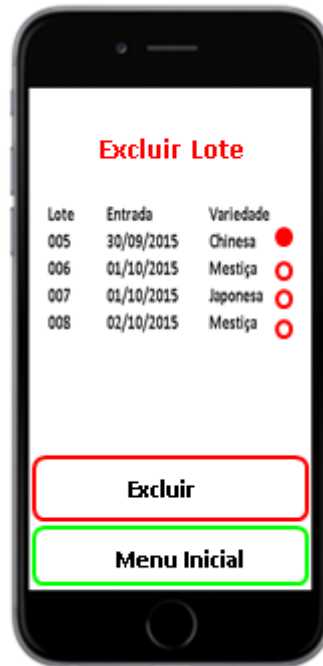 Excluir Lote
Lote Entrada Variedade
005 30/09/2015 Chinesa
006 01/10/2015 Mestiça
007 01/10/2015 Japonesa
008 02/10/2015 Mestiça
Excluir
Menu Inicial